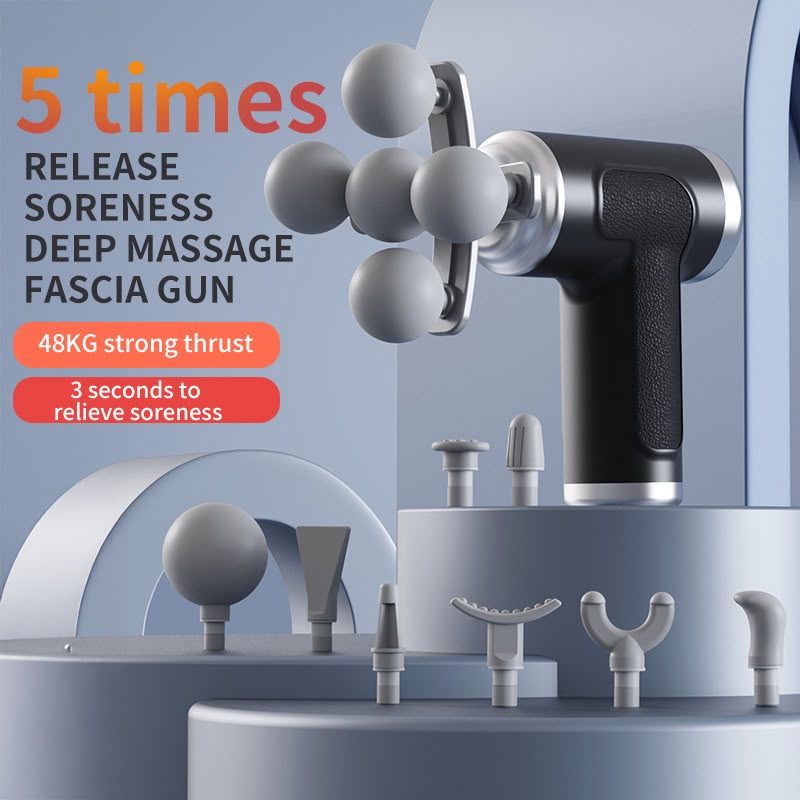 5 times
RELEASE
SORENESS
DEEP MASSAGE
FASCIA GUN
48KG strong thrust
3 seconds to
relieve soreness